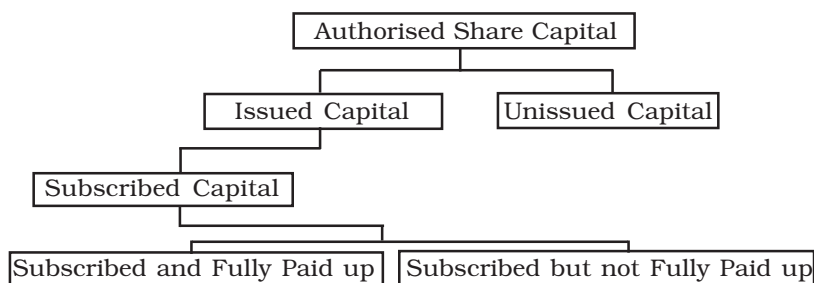 Authorised Share Capital
Issued Capital
Unissued Capital
Subscribed Capital
Subscribed and Fully Paid up
Subscribed but not Fully Paid up